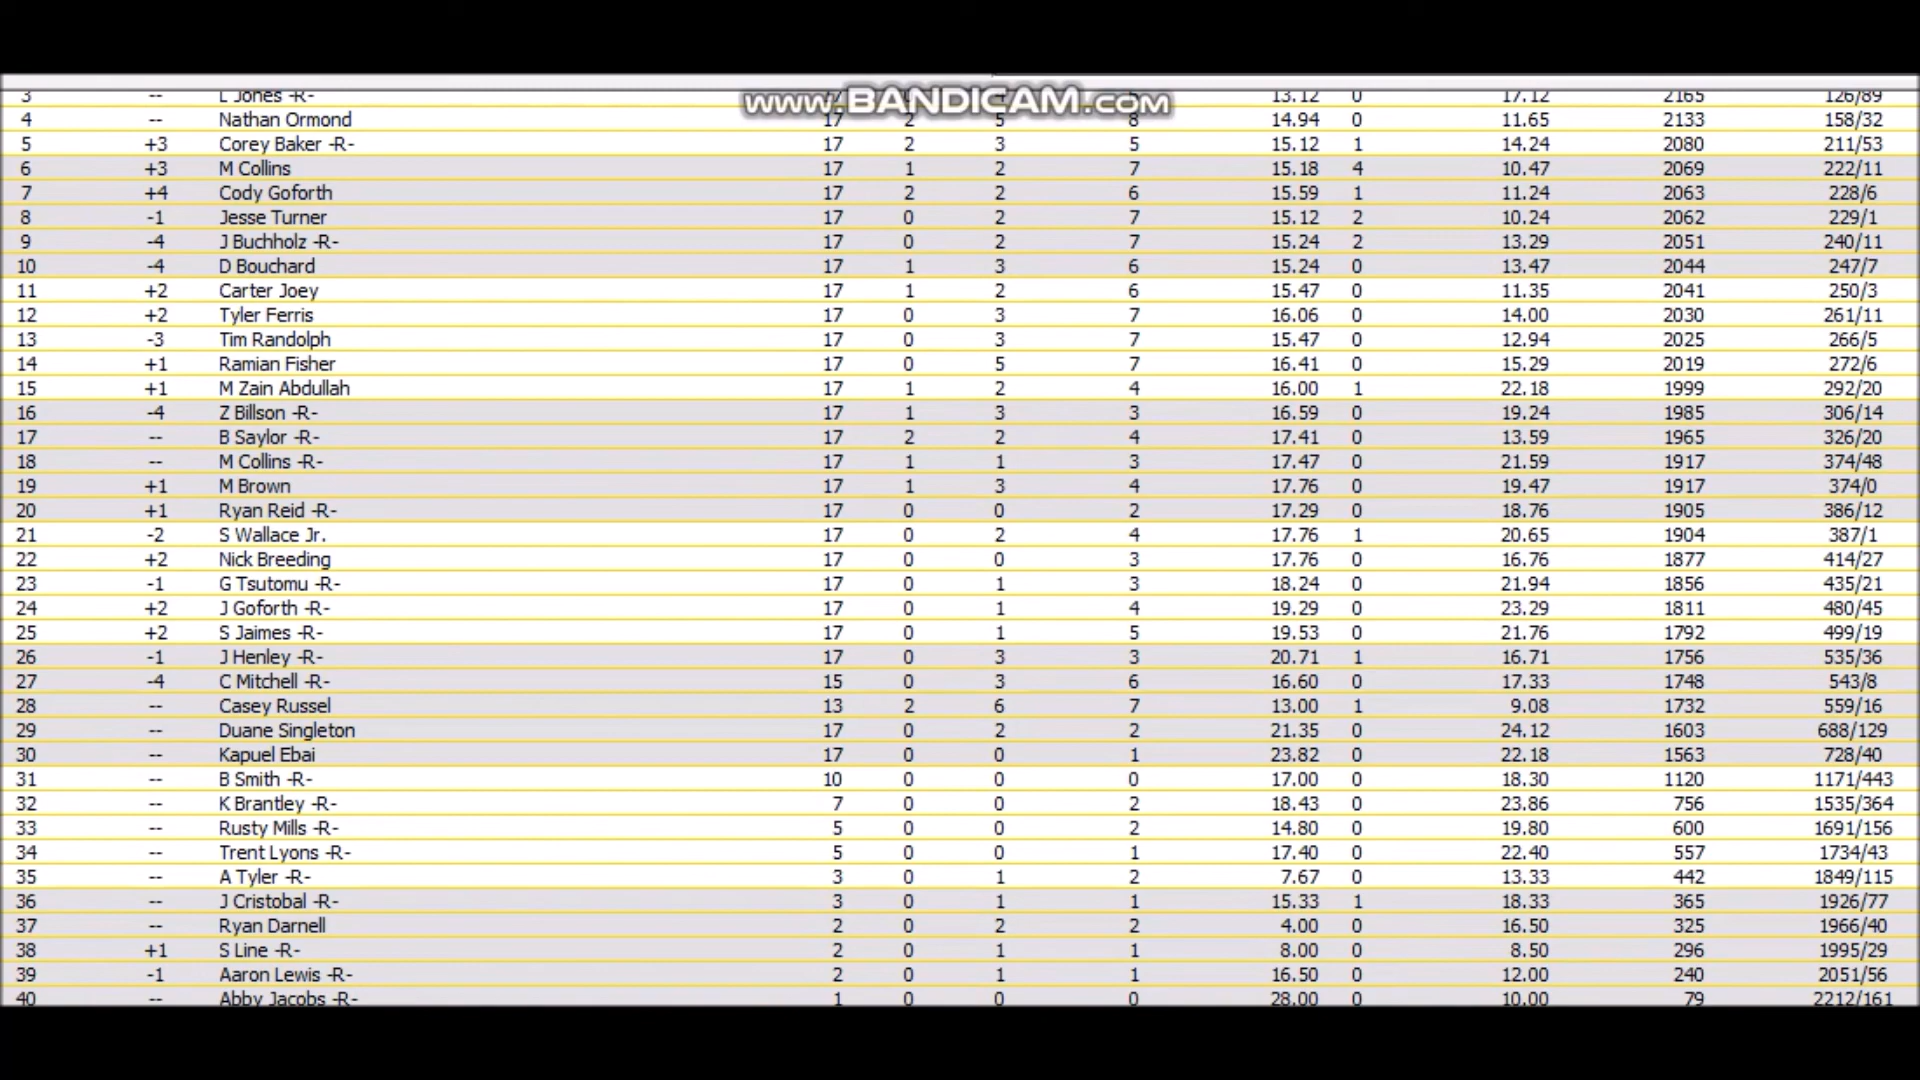 www.BANDICAM.com
3 -- L Jones -R- 17 13.12 0 17.12 2165 126/89
4 -- Nathan Ormond 17 2 5 8 14.94 0 11.65 2133 158/32
5 +3 Corey Baker -R- 17 2 3 5 15.12 1 14.24 2080 211/53
6 +3 M Collins 17 1 2 7 15.18 4 10.47 2069 222/11
7 +4 Cody Goforth 17 2 2 6 15.59 1 11.24 2063 228/6
8 -1 Jesse Turner 17 0 2 7 15.12 2 10.24 2062 229/1
9 -4 J Buchholz -R- 17 0 2 7 15.24 2 13.29 2051 240/11
10 -4 D Bouchard 17 1 3 6 15.24 0 13.47 2044 247/7
11 +2 Carter Joey 17 1 2 6 15.47 0 11.35 2041 250/3
12 +2 Tyler Ferris 17 0 3 7 16.06 0 14.00 2030 261/11
13 -3 Tim Randolph 17 0 3 7 15.47 0 12.94 2025 266/5
14 +1 Ramian Fisher 17 0 5 7 16.41 0 15.29 2019 272/6
15 +1 M Zain Abdullah 17 1 2 4 16.00 1 22.18 1999 292/20
16 -4 Z Billson -R- 17 1 3 3 16.59 0 19.24 1985 306/14
17 -- B Saylor -R- 17 2 2 4 17.41 0 13.59 1965 326/20
18 -- M Collins -R- 17 1 1 3 17.47 0 21.59 1917 374/48
19 +1 M Brown 17 1 3 4 17.76 0 19.47 1917 374/0
20 +1 Ryan Reid -R- 17 0 0 2 17.29 0 18.76 1905 386/12
21 -2 S Wallace Jr. 17 0 2 4 17.76 1 20.65 1904 387/1
22 +2 Nick Breeding 17 0 0 3 17.76 0 16.76 1877 414/27
23 -1 G Tsutomu -R- 17 0 1 3 18.24 0 21.94 1856 435/21
24 +2 J Goforth -R- 17 0 1 4 19.29 0 23.29 1811 480/45
25 +2 S Jaimes -R- 17 0 1 5 19.53 0 21.76 1792 499/19
26 -1 J Henley -R- 17 0 3 3 20.71 1 16.71 1756 535/36
27 -4 C Mitchell -R- 15 0 3 6 16.60 0 17.33 1748 543/8
28 -- Casey Russel 13 2 6 7 13.00 1 9.08 1732 559/16
29 -- Duane Singleton 17 0 2 2 21.35 0 24.12 1603 688/129
30 -- Kapuel Ebai 17 0 0 1 23.82 0 22.18 1563 728/40
31 -- B Smith -R- 10 0 0 0 17.00 0 18.30 1120 1171/443
32 -- K Brantley -R- 7 0 0 2 18.43 0 23.86 756 1535/364
33 -- Rusty Mills -R- 5 0 0 2 14.80 0 19.80 600 1691/156
34 -- Trent Lyons -R- 5 0 0 1 17.40 0 22.40 557 1734/43
35 -- A Tyler -R- 3 0 1 2 7.67 0 13.33 442 1849/115
36 -- J Cristobal -R- 3 0 1 1 15.33 1 18.33 365 1926/77
37 -- Ryan Darnell 2 0 2 2 4.00 0 16.50 325 1966/40
38 +1 S Line -R- 2 0 1 1 8.00 0 8.50 296 1995/29
39 -1 Aaron Lewis -R- 2 0 1 1 16.50 0 12.00 240 2051/56
40 -- Abby Jacobs -R- 1 0 0 0 28.00 0 10.00 79 2212/161